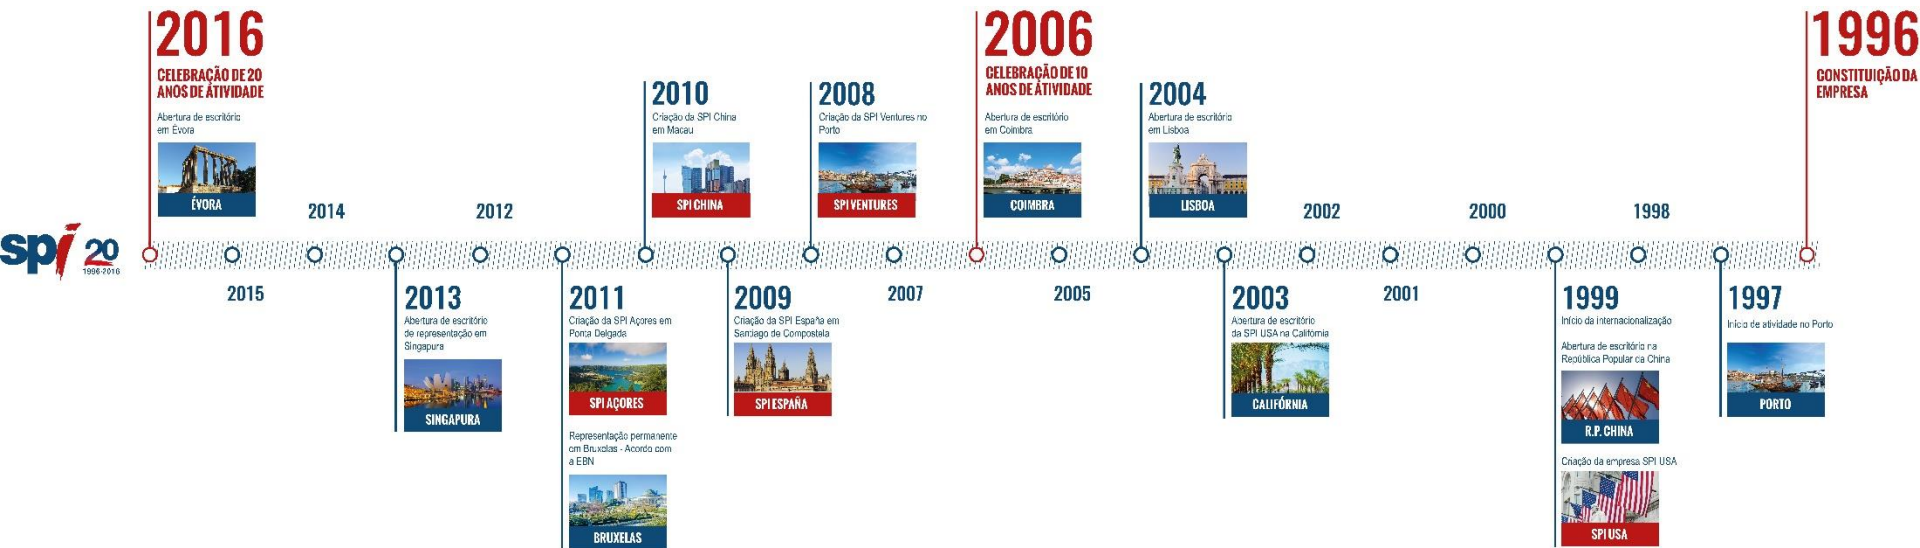 spi 20
1996-2016
2016
CELEBRAÇÃO DE 20
ANOS DE ATIVIDADE
Abertura de escritório
em Évora
ÉVORA
2015
2014
2013
Abertura de escritório
de representação em
Singapura
SINGAPURA
2012
2011
Criação da SPI Açores em
Ponta Delgada
SPI AÇORES
Representação permanente
em Bruxelas - Acordo com
a EBN
BRUXELAS
2010
Criação da SPI China
em Macau
SPI CHINA
2009
Criação da SPI España em
Santiago de Compostela
SPI ESPAÑA
2008
Criação da SPI Ventures no
Porto
SPI VENTURES
2007
2006
CELEBRAÇÃO DE 10
ANOS DE ATIVIDADE
Abertura de escritório
em Coimbra
COIMBRA
2005
2004
Abertura de escritório
em Lisboa
LISBOA
2003
Abertura de escritório
da SPI USA na Califórnia
CALIFÓRNIA
2002
2001
2000
1999
Início da internacionalização
Abertura de escritório na
República Popular da China
R.P. CHINA
Criação da empresa SPI USA
SPI USA
1998
1997
Início de atividade no Porto
PORTO
1996
CONSTITUIÇÃO DA
EMPRESA